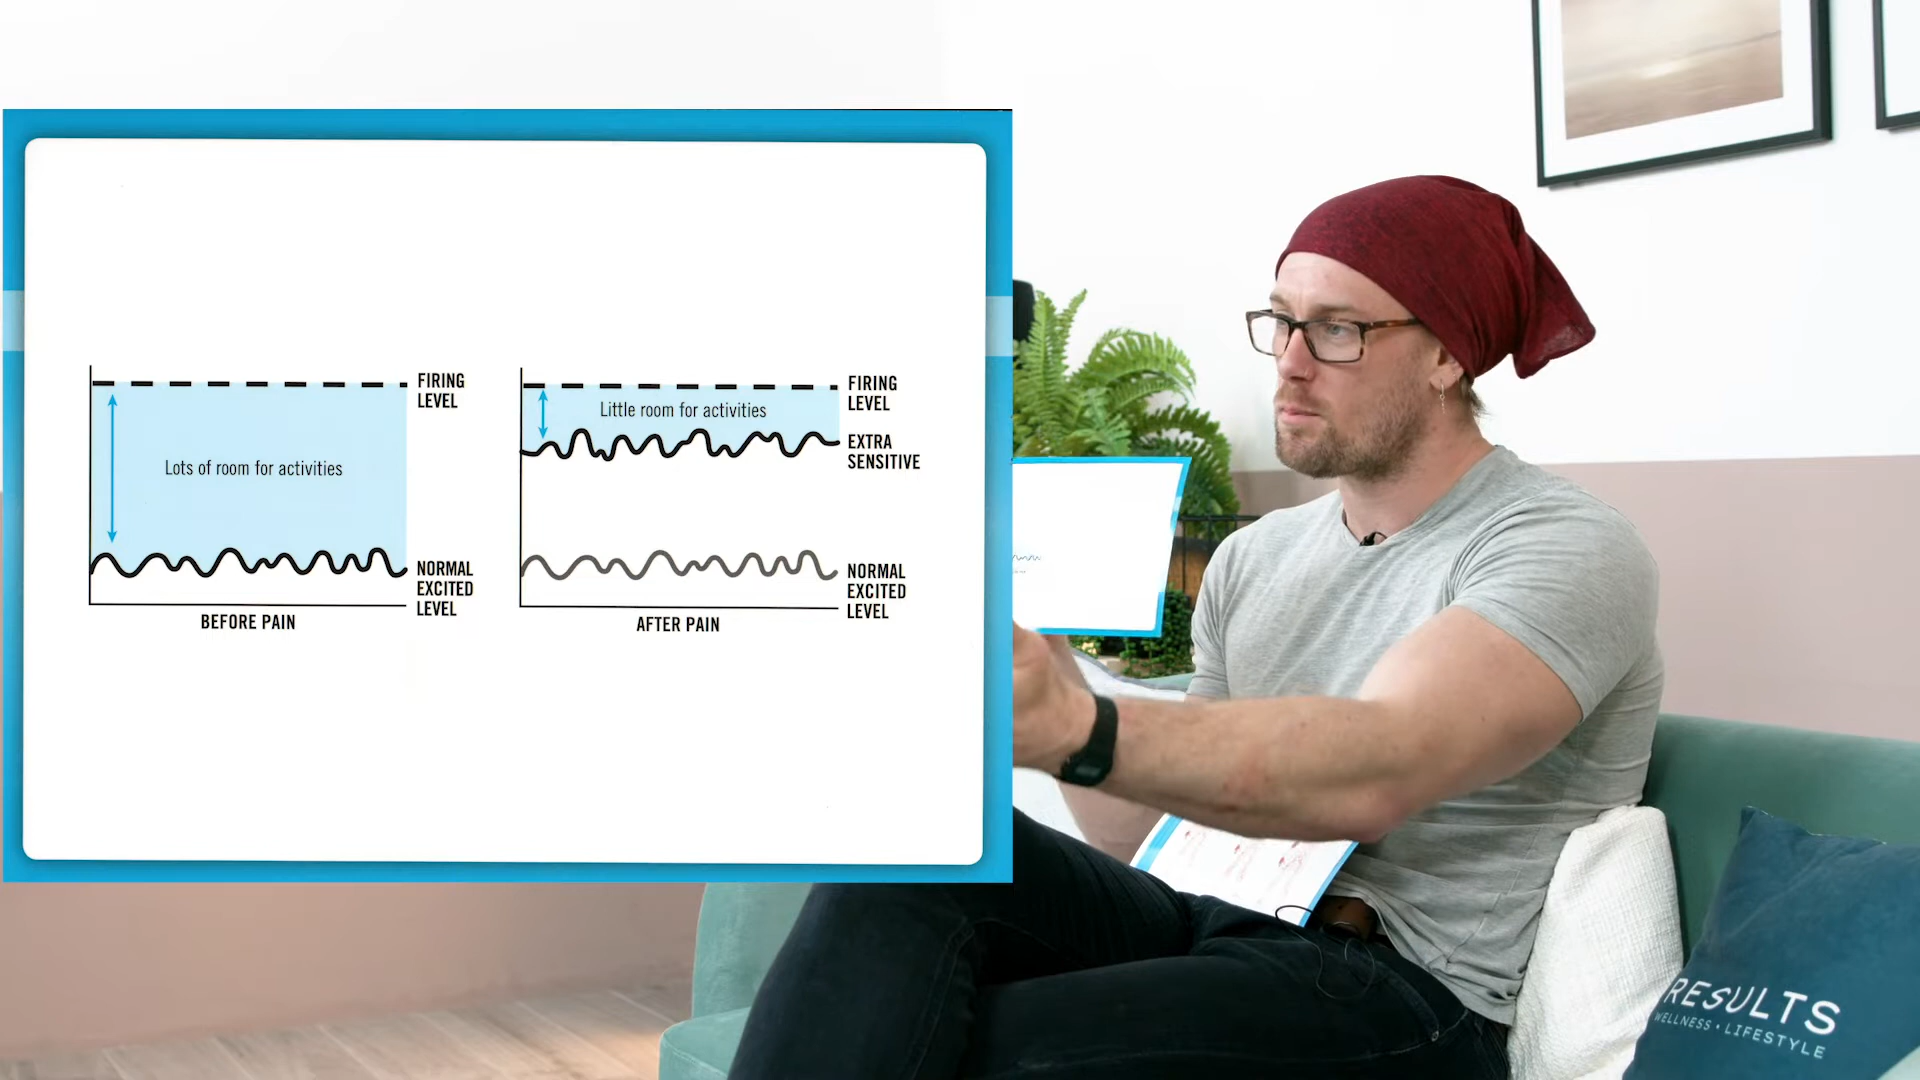 FIRING
LEVEL
Lots of room for activities
NORMAL
EXCITED
LEVEL
BEFORE PAIN
FIRING
LEVEL
Little room for activities
EXTRA
SENSITIVE
NORMAL
EXCITED
LEVEL
AFTER PAIN
RESULTS
WELLNESS • LIFESTYLE